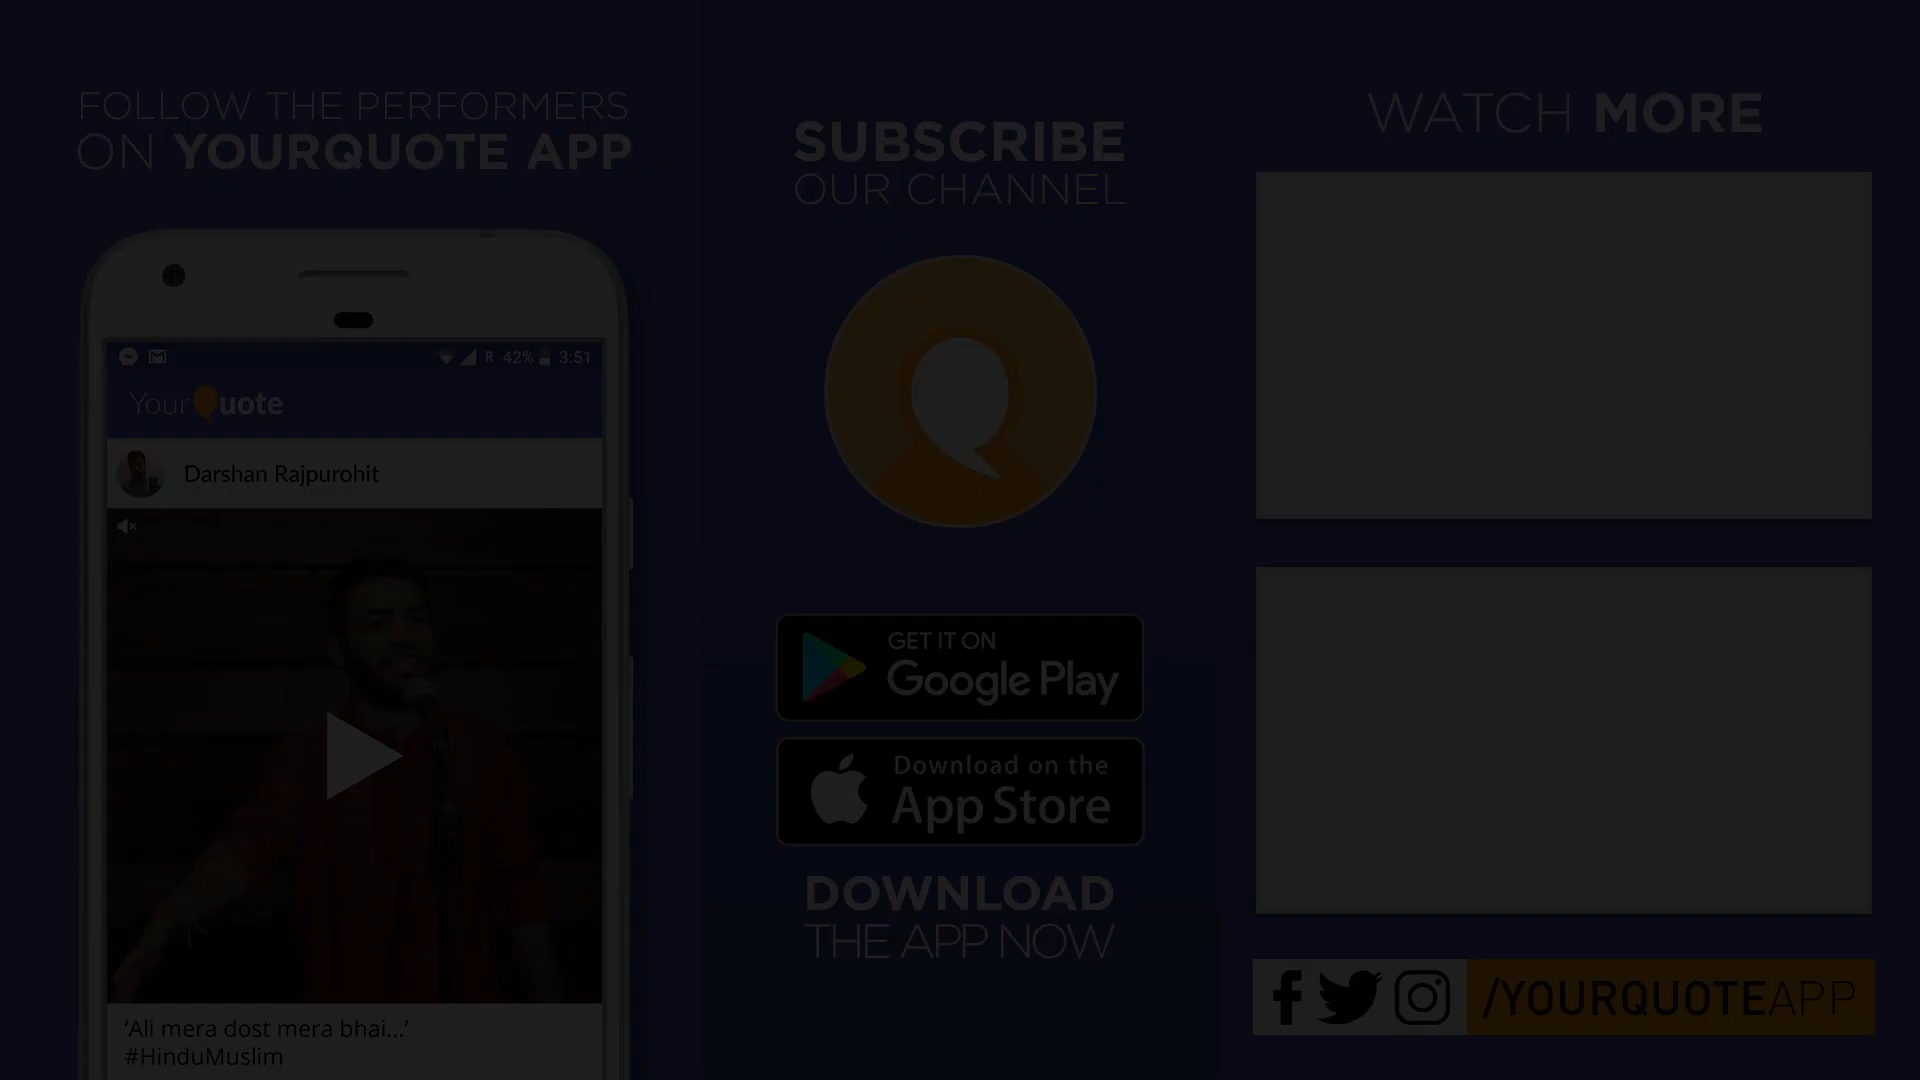 FOLLOW THE PERFORMERS
ON YOURQUOTE APP
R 42% 3:51
YourQuote
Darshan Rajpurohit
‘Ali mera dost mera bhai...’
#HinduMuslim
SUBSCRIBE
OUR CHANNEL
GET IT ON
Google Play
Download on the
App Store
DOWNLOAD
THE APP NOW
WATCH MORE
/YOURQUOTEAPP